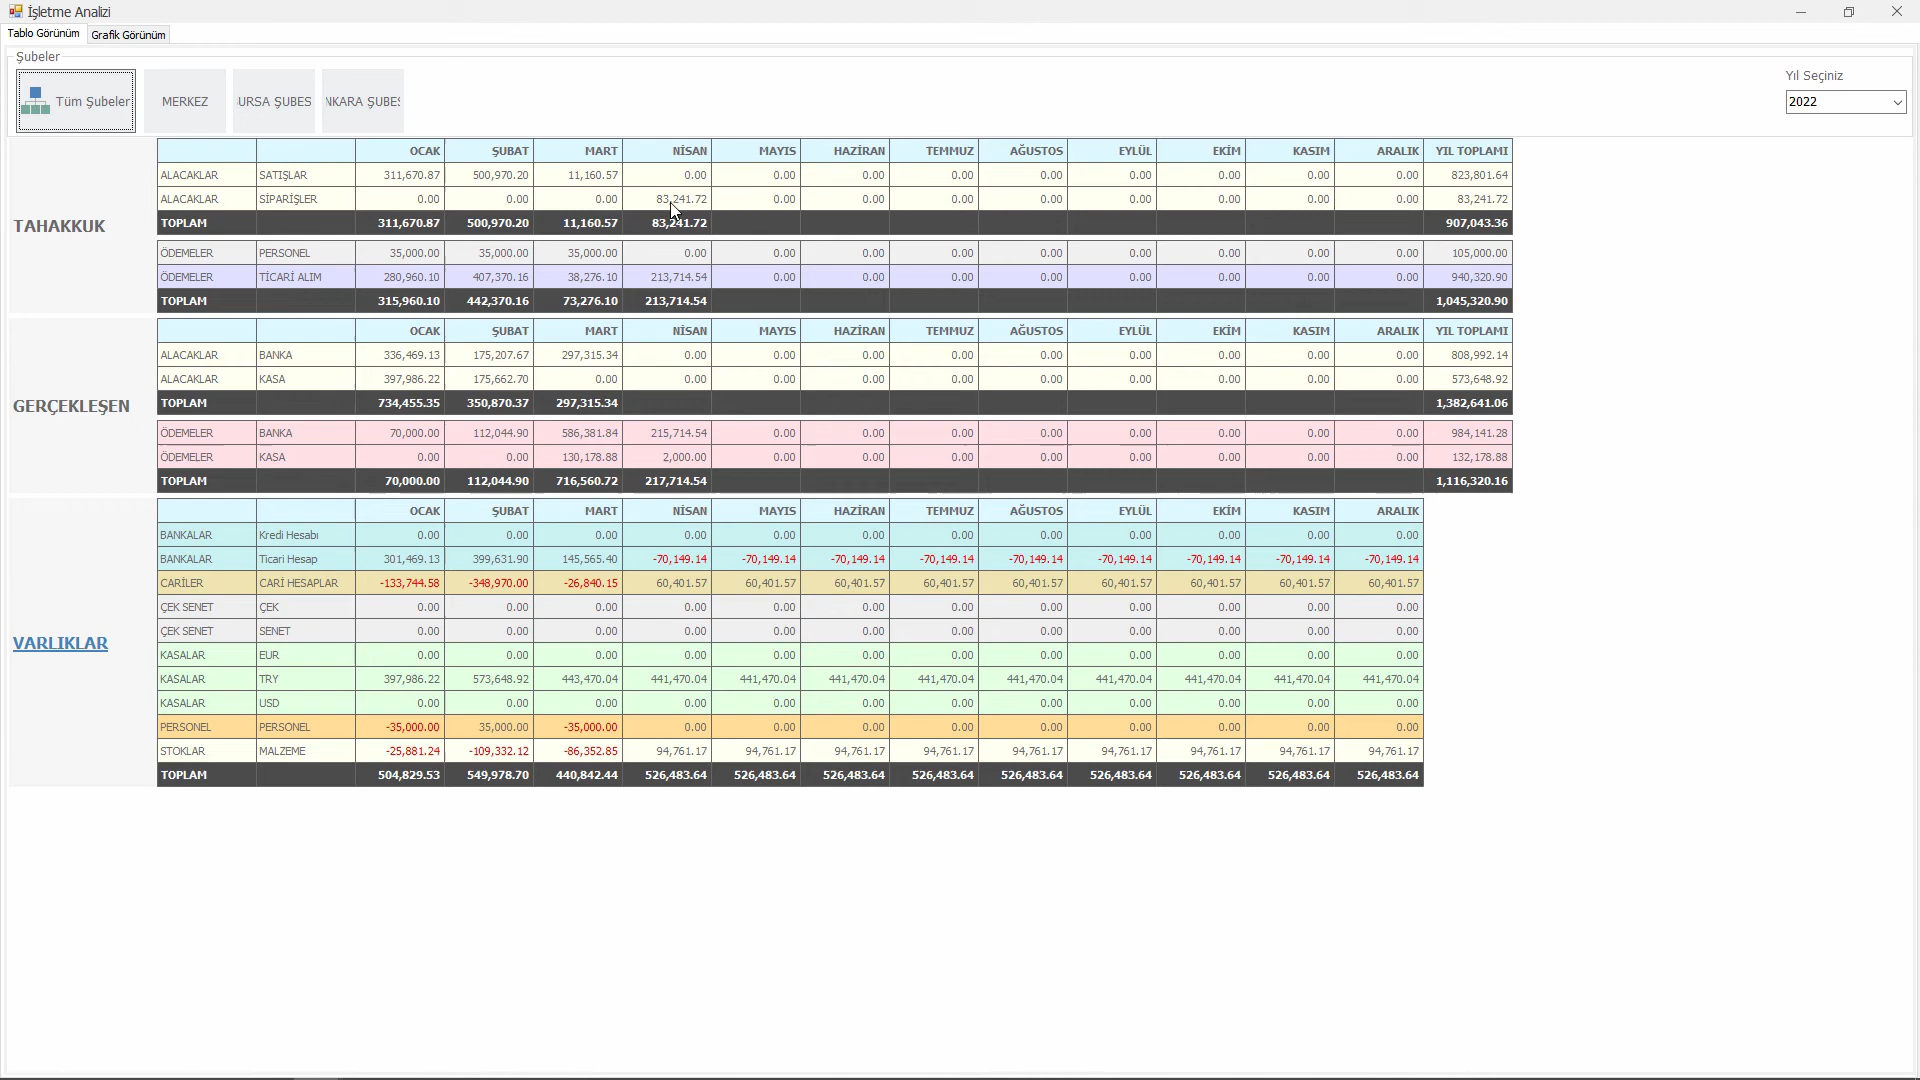 İşletme Analizi
Tablo Görünüm Grafik Görünüm
Şubeler
Tüm Şubeler MERKEZ URSA ŞUBES NKARA ŞUBES
Yıl Seçiniz
2022
OCAK ŞUBAT MART NİSAN MAYIS HAZİRAN TEMMUZ AĞUSTOS EYLÜL EKİM KASIM ARALIK YIL TOPLAMI
ALACAKLAR SATIŞLAR 311,670.87 500,970.20 11,160.57 0.00 0.00 0.00 0.00 0.00 0.00 0.00 0.00 0.00 823,801.64
ALACAKLAR SİPARİŞLER 0.00 0.00 0.00 83,241.72 0.00 0.00 0.00 0.00 0.00 0.00 0.00 0.00 83,241.72
TAHAKKUK
TOPLAM 311,670.87 500,970.20 11,160.57 83,241.72 907,043.36
ÖDEMELER PERSONEL 35,000.00 35,000.00 35,000.00 0.00 0.00 0.00 0.00 0.00 0.00 0.00 0.00 0.00 105,000.00
ÖDEMELER TİCARİ ALIM 280,960.10 407,370.16 38,276.10 213,714.54 0.00 0.00 0.00 0.00 0.00 0.00 0.00 0.00 940,320.90
TOPLAM 315,960.10 442,370.16 73,276.10 213,714.54 1,045,320.90
OCAK ŞUBAT MART NİSAN MAYIS HAZİRAN TEMMUZ AĞUSTOS EYLÜL EKİM KASIM ARALIK YIL TOPLAMI
ALACAKLAR BANKA 336,469.13 175,207.67 297,315.34 0.00 0.00 0.00 0.00 0.00 0.00 0.00 0.00 0.00 808,992.14
ALACAKLAR KASA 397,986.22 175,662.70 0.00 0.00 0.00 0.00 0.00 0.00 0.00 0.00 0.00 0.00 573,648.92
GERÇEKLEŞEN
TOPLAM 734,455.35 350,870.37 297,315.34 1,382,641.06
ÖDEMELER BANKA 70,000.00 112,044.90 586,381.84 215,714.54 0.00 0.00 0.00 0.00 0.00 0.00 0.00 0.00 984,141.28
ÖDEMELER KASA 0.00 0.00 130,178.88 2,000.00 0.00 0.00 0.00 0.00 0.00 0.00 0.00 0.00 132,178.88
TOPLAM 70,000.00 112,044.90 716,560.72 217,714.54 1,116,320.16
OCAK ŞUBAT MART NİSAN MAYIS HAZİRAN TEMMUZ AĞUSTOS EYLÜL EKİM KASIM ARALIK
BANKALAR Kredi Hesabı 0.00 0.00 0.00 0.00 0.00 0.00 0.00 0.00 0.00 0.00 0.00 0.00
BANKALAR Ticari Hesap 301,469.13 399,631.90 145,565.40 -70,149.14 -70,149.14 -70,149.14 -70,149.14 -70,149.14 -70,149.14 -70,149.14 -70,149.14 -70,149.14
CARİLER CARİ HESAPLAR -133,744.58 -348,970.00 -26,840.15 60,401.57 60,401.57 60,401.57 60,401.57 60,401.57 60,401.57 60,401.57 60,401.57 60,401.57
ÇEK SENET ÇEK 0.00 0.00 0.00 0.00 0.00 0.00 0.00 0.00 0.00 0.00 0.00 0.00
ÇEK SENET SENET 0.00 0.00 0.00 0.00 0.00 0.00 0.00 0.00 0.00 0.00 0.00 0.00
VARLIKLAR
KASALAR EUR 0.00 0.00 0.00 0.00 0.00 0.00 0.00 0.00 0.00 0.00 0.00 0.00
KASALAR TRY 397,986.22 573,648.92 443,470.04 441,470.04 441,470.04 441,470.04 441,470.04 441,470.04 441,470.04 441,470.04 441,470.04 441,470.04
KASALAR USD 0.00 0.00 0.00 0.00 0.00 0.00 0.00 0.00 0.00 0.00 0.00 0.00
PERSONEL PERSONEL -35,000.00 35,000.00 -35,000.00 0.00 0.00 0.00 0.00 0.00 0.00 0.00 0.00 0.00
STOKLAR MALZEME -25,881.24 -109,332.12 -86,352.85 94,761.17 94,761.17 94,761.17 94,761.17 94,761.17 94,761.17 94,761.17 94,761.17 94,761.17
TOPLAM 504,829.53 549,978.70 440,842.44 526,483.64 526,483.64 526,483.64 526,483.64 526,483.64 526,483.64 526,483.64 526,483.64 526,483.64